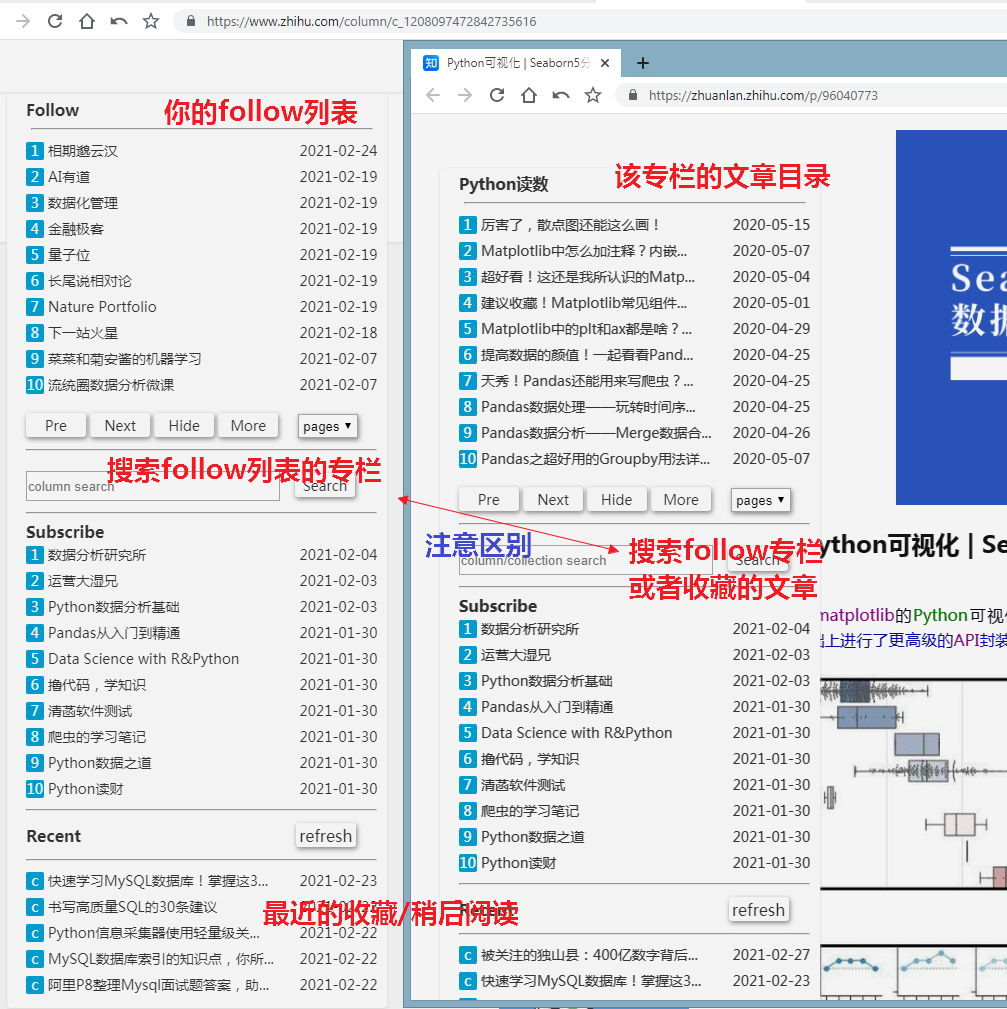 https://www.zhihu.com/column/c_1208097472842735616
Follow
你的follow列表
1 相期邈云汉 2021-02-24
2 AI有道 2021-02-19
3 数据化管理 2021-02-19
4 金融极客 2021-02-19
5 量子位 2021-02-19
6 长尾说相对论 2021-02-19
7 Nature Portfolio 2021-02-19
8 下一站火星 2021-02-18
9 菜菜和菊安酱的机器学习 2021-02-07
10 流统圈数据分析微课 2021-02-07
Pre Next Hide More pages
搜索follow列表的专栏
column search Search
Subscribe
1 数据分析研究所 2021-02-04
2 运营大湿兄 2021-02-03
3 Python数据分析基础 2021-02-03
4 Pandas从入门到精通 2021-01-30
5 Data Science with R&Python 2021-01-30
6 撸代码，学知识 2021-01-30
7 清菡软件测试 2021-01-30
8 爬虫的学习笔记 2021-01-30
9 Python数据之道 2021-01-30
10 Python读财 2021-01-30
Recent refresh
c 快速学习MySQL数据库！掌握这3... 2021-02-23
c 书写高质量SQL的30条建议
c Python信息采集器使用轻量级关... 2021-02-22
c MySQL数据库索引的知识点，你所... 2021-02-22
c 阿里P8整理Mysql面试题答案，助... 2021-02-22
最近的收藏/稍后阅读
知 Python可视化 | Seaborn5分
https://zhuanlan.zhihu.com/p/96040773
Python读数
该专栏的文章目录
1 厉害了，散点图还能这么画！ 2020-05-15
2 Matplotlib中怎么加注释？内嵌... 2020-05-07
3 超好看！这还是我所认识的Matp... 2020-05-04
4 建议收藏！Matplotlib常见组件... 2020-05-01
5 Matplotlib中的plt和ax都是啥？... 2020-04-29
6 提高数据的颜值！一起看看Pand... 2020-04-25
7 天秀！Pandas还能用来写爬虫？... 2020-04-25
8 Pandas数据处理——玩转时间序... 2020-04-25
9 Pandas数据分析——Merge数据合... 2020-04-26
10 Pandas之超好用的Groupby用法详... 2020-05-07
Pre Next Hide More pages
注意区别
搜索follow专栏
或者收藏的文章
column/collection search Search
Subscribe
1 数据分析研究所 2021-02-04
2 运营大湿兄 2021-02-03
3 Python数据分析基础 2021-02-03
4 Pandas从入门到精通 2021-01-30
5 Data Science with R&Python 2021-01-30
6 撸代码，学知识 2021-01-30
7 清菡软件测试 2021-01-30
8 爬虫的学习笔记 2021-01-30
9 Python数据之道 2021-01-30
10 Python读财 2021-01-30
Recent refresh
c 被关注的独山县：400亿数字背后... 2021-02-27
c 快速学习MySQL数据库！掌握这3... 2021-02-23
Sea
数据
ython可视化 | Se
matplotlib的Python可视化
上进行了更高级的API封装